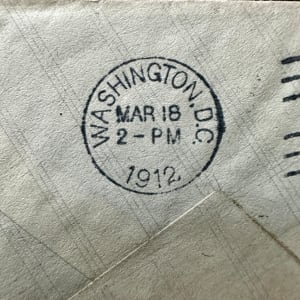 WASHINGTON, D.C.
MAR 18
2-PM
1912.